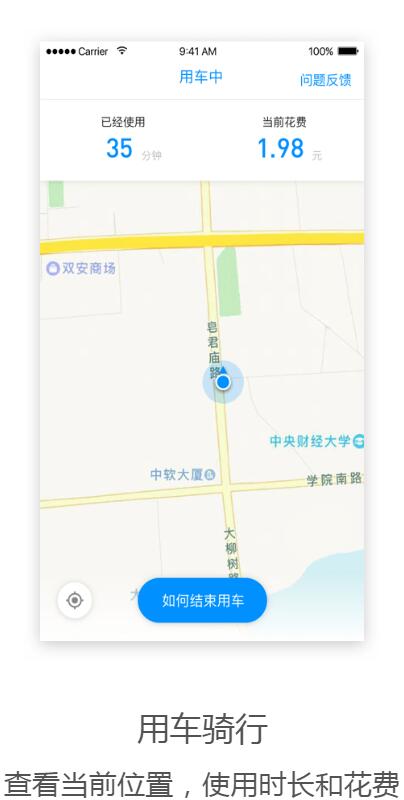 Carrier 9:41 AM 100%
用车中 问题反馈
已经使用 当前花费
35 分钟 1.98 元
双安商场
皂君庙路
中央财经大学
中软大厦
学院南路
大柳树路
大
如何结束用车
用车骑行
查看当前位置，使用时长和花费